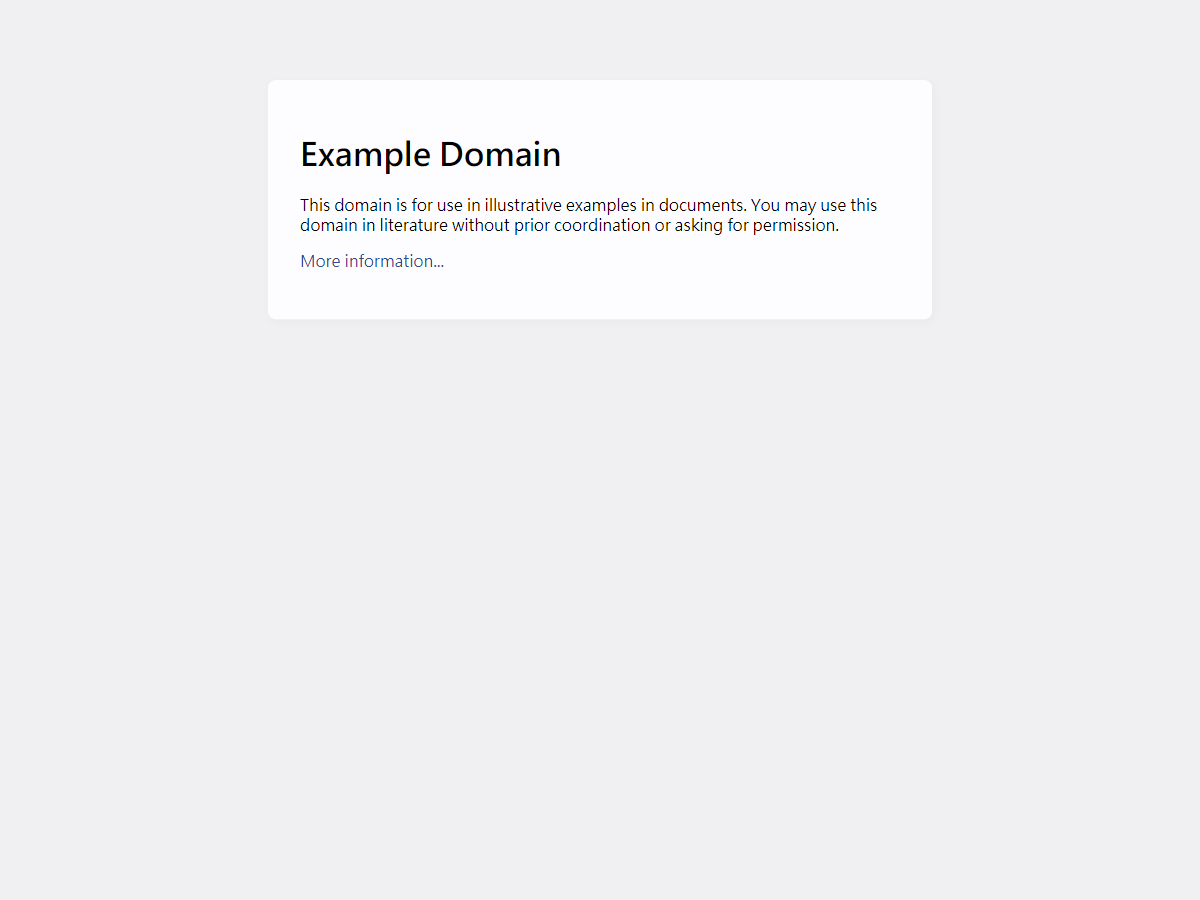 Example Domain
This domain is for use in illustrative examples in documents. You may use this
domain in literature without prior coordination or asking for permission.
More information...